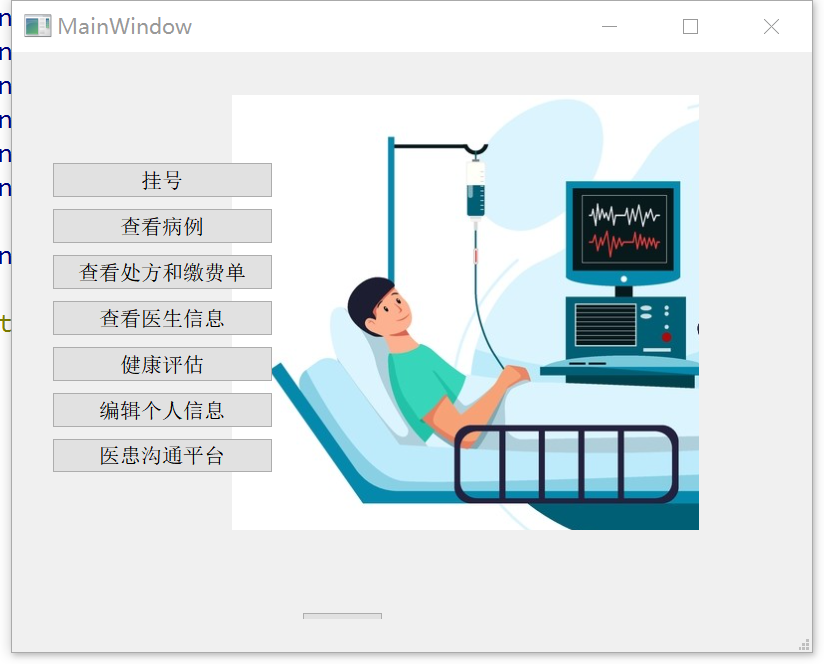 MainWindow
挂号
查看病例
查看处方和缴费单
查看医生信息
健康评估
编辑个人信息
医患沟通平台
n
n
n
n
n
n
n
t